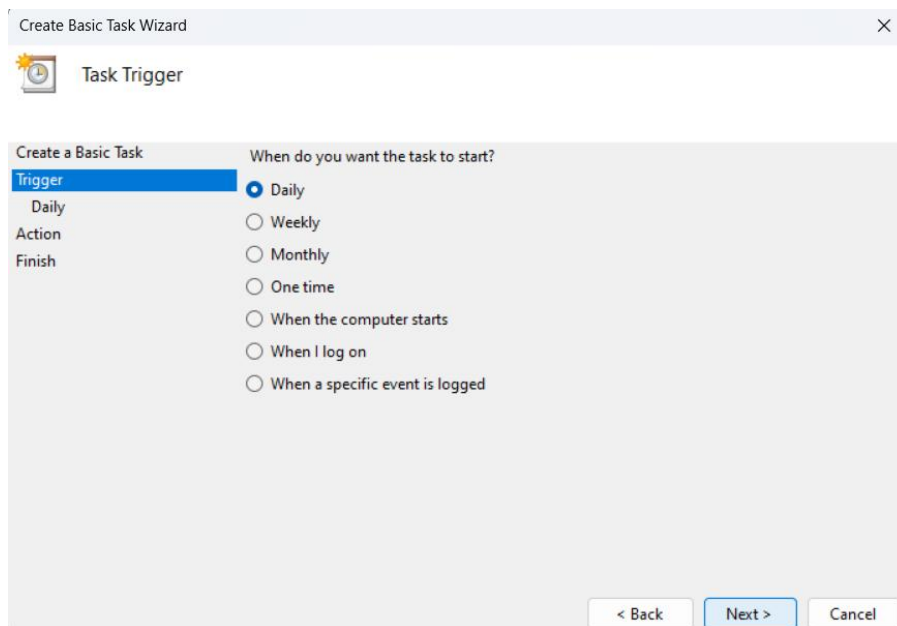 Create Basic Task Wizard
Task Trigger
Create a Basic Task
Trigger
Daily
Action
Finish
When do you want the task to start?
Daily
Weekly
Monthly
One time
When the computer starts
When I log on
When a specific event is logged
< Back
Next >
Cancel